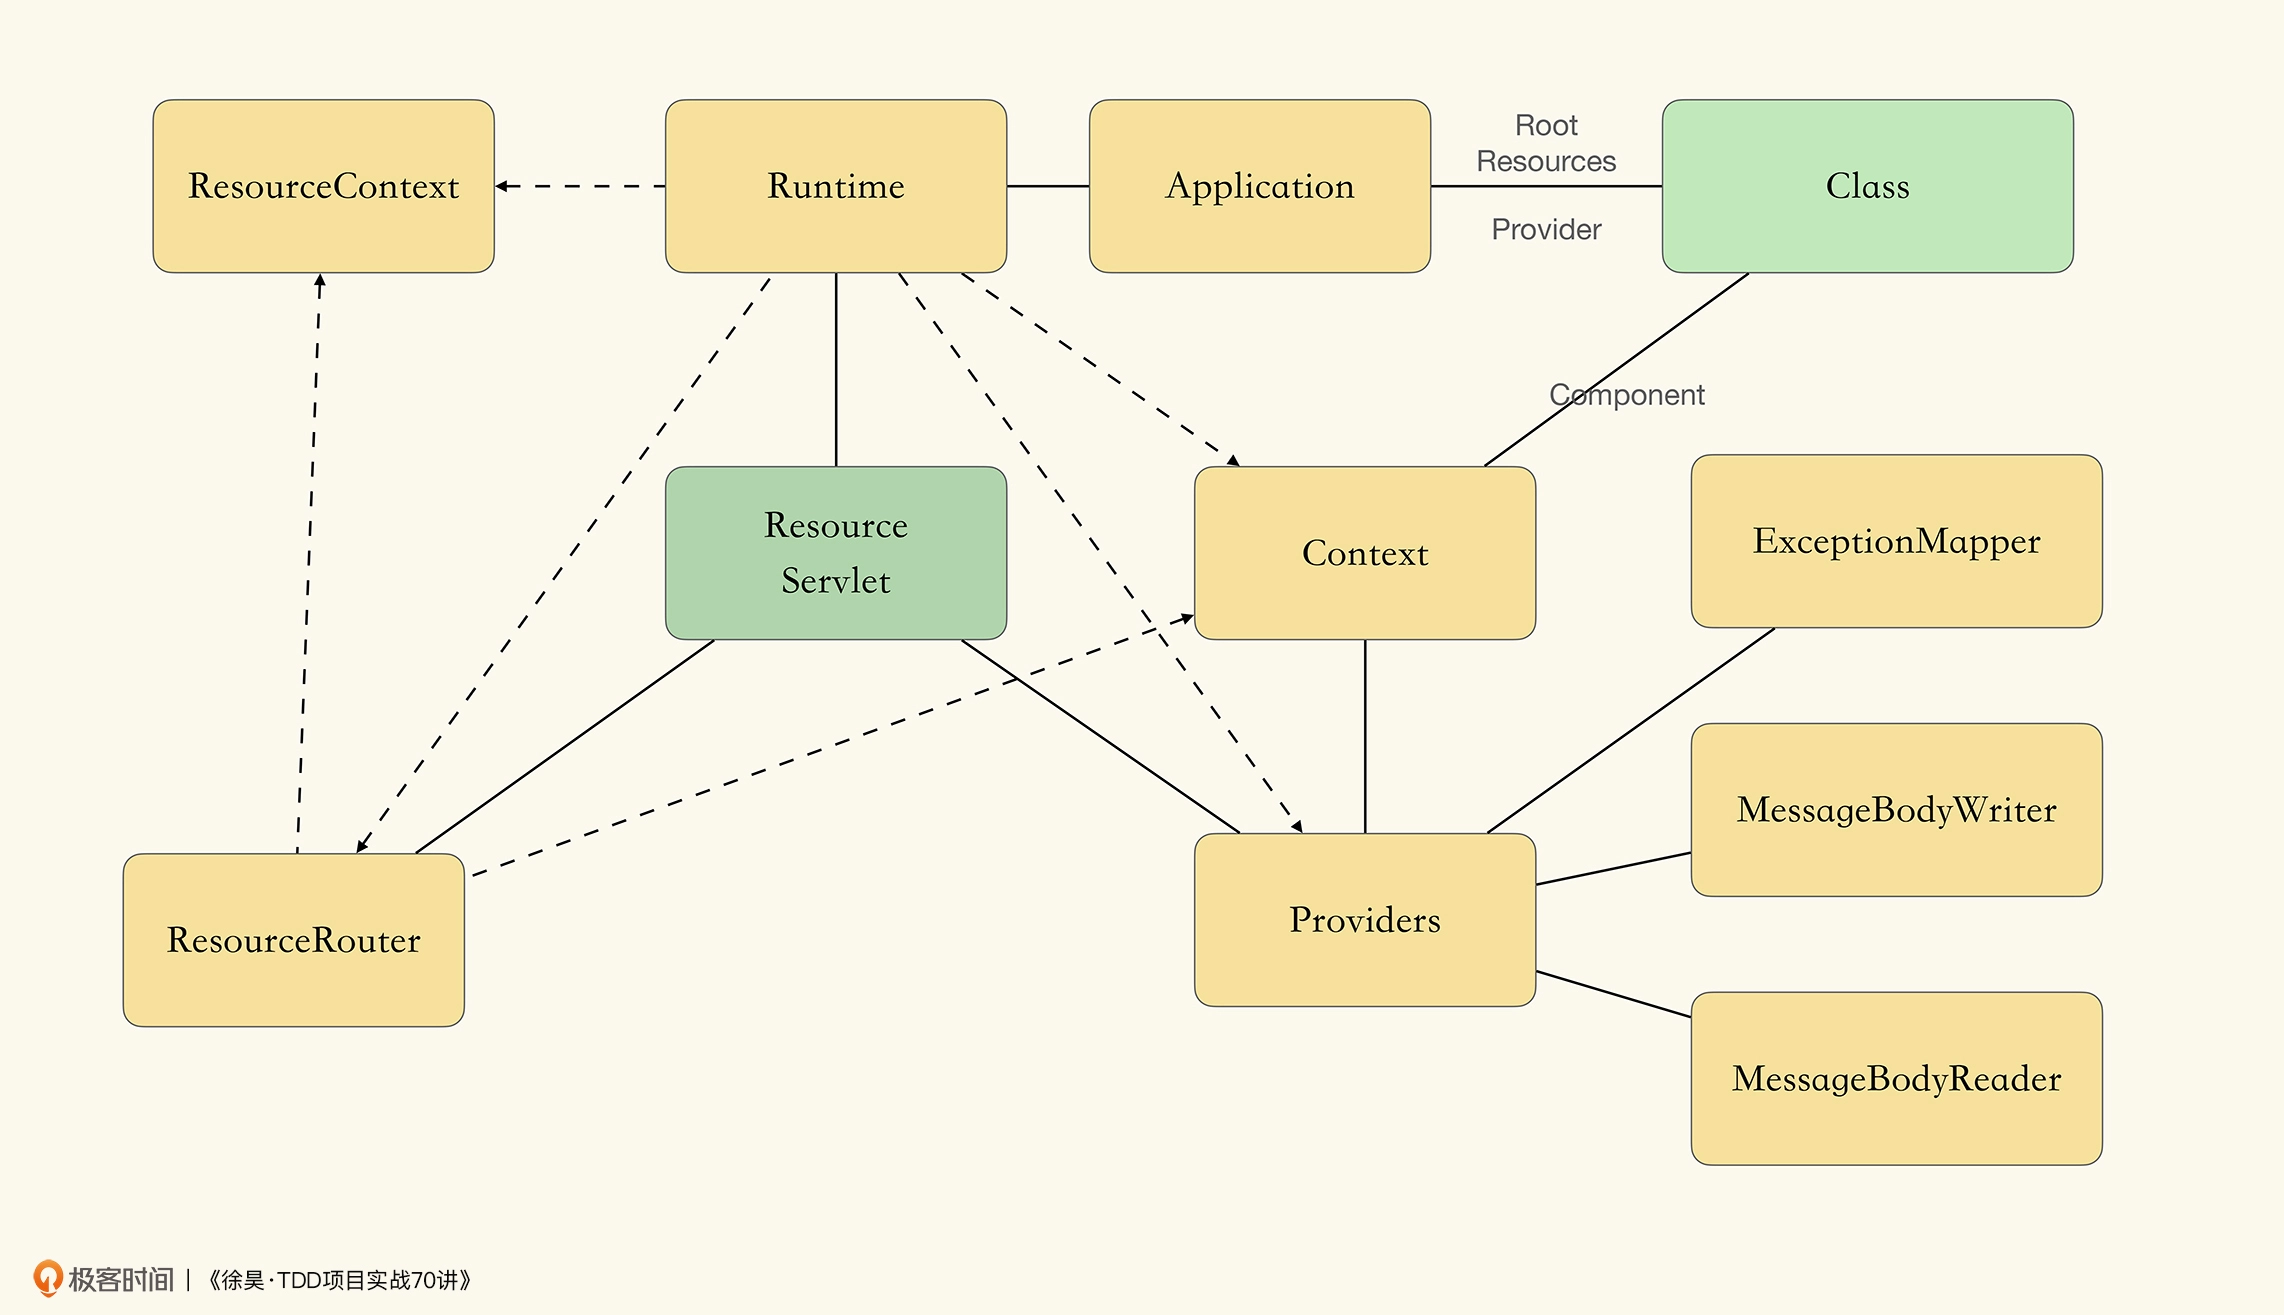 ResourceContext
Runtime
Application
Root
Resources
Provider
Class
Component
Resource
Servlet
Context
ExceptionMapper
MessageBodyWriter
ResourceRouter
Providers
MessageBodyReader
极客时间 | 《徐昊·TDD项目实战70讲》